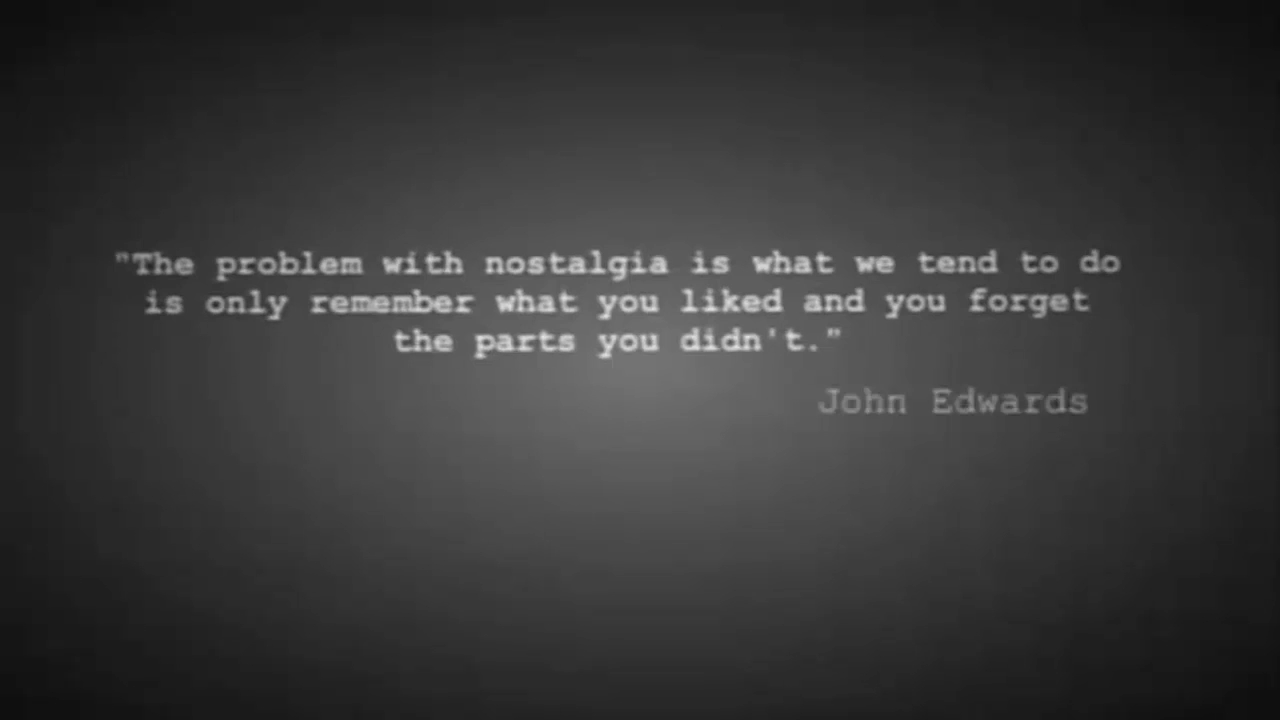 "The problem with nostalgia is what we tend to do
is only remember what you liked and you forget
the parts you didn't."
John Edwards